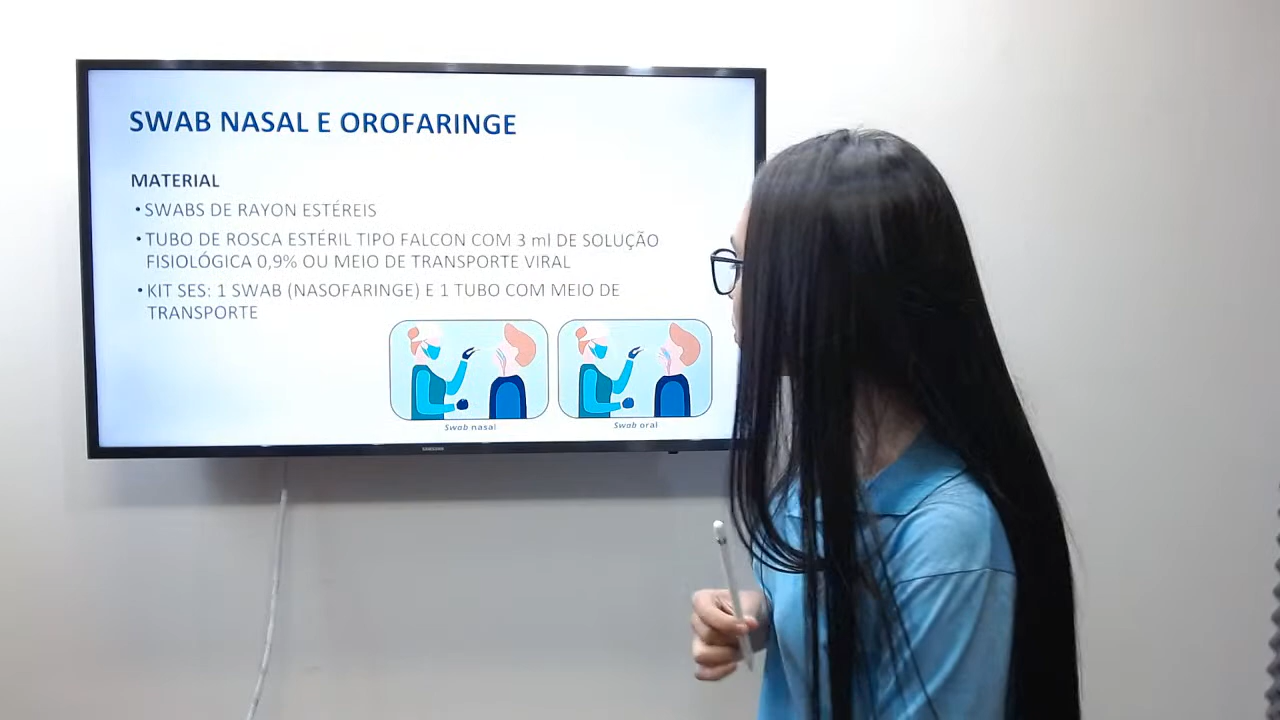 SWAB NASAL E OROFARINGE
MATERIAL
• SWABS DE RAYON ESTÉREIS
• TUBO DE ROSCA ESTÉRIL TIPO FALCON COM 3 ml DE SOLUÇÃO
FISIOLÓGICA 0,9% OU MEIO DE TRANSPORTE VIRAL
• KIT SES: 1 SWAB (NASOFARINGE) E 1 TUBO COM MEIO DE
TRANSPORTE
Swab nasal
Swab oral
SAMSUNG